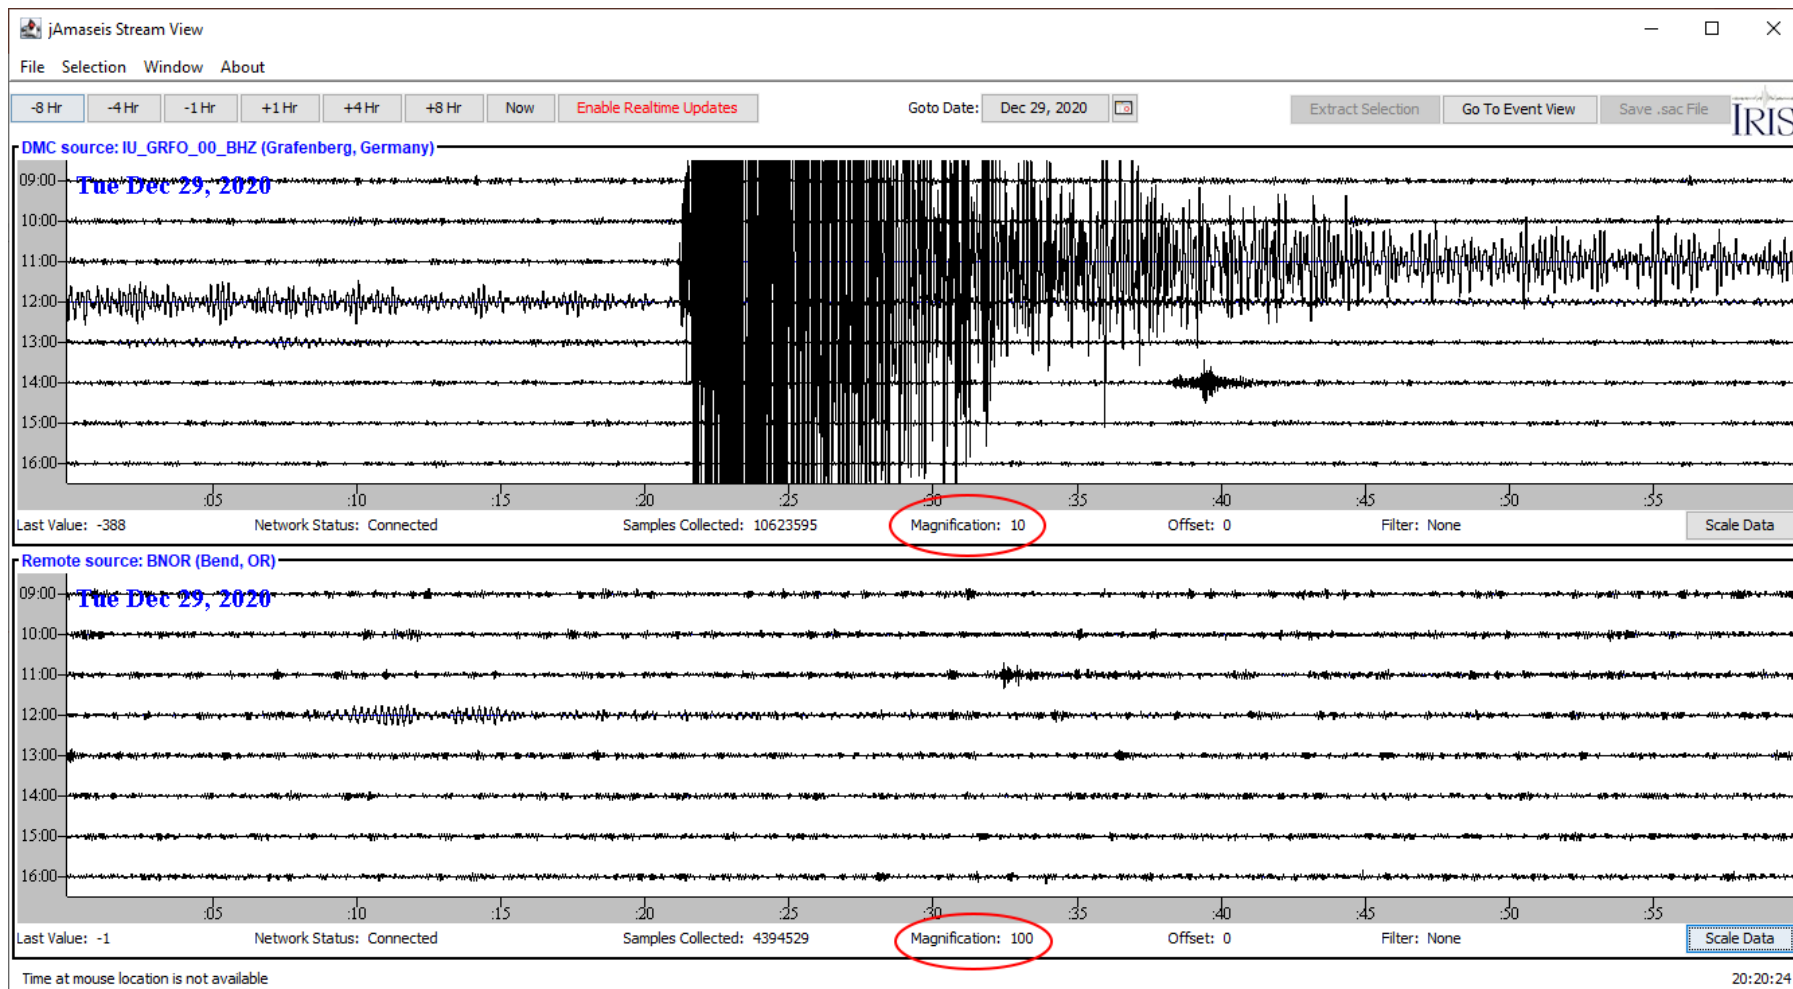 jAmaseis Stream View
File Selection Window About
-8 Hr -4 Hr -1 Hr +1 Hr +4 Hr +8 Hr Now Enable Realtime Updates Goto Date: Dec 29, 2020 Extract Selection Go To Event View Save .sac File IRIS
DMC source: IU_GRFO_00_BHZ (Grafenberg, Germany)
09:00 Tue Dec 29, 2020
10:00
11:00
12:00
13:00
14:00
15:00
16:00
:05 :10 :15 :20 :25 :30 :35 :40 :45 :50 :55
Last Value: -388 Network Status: Connected Samples Collected: 10623595 Magnification: 10 Offset: 0 Filter: None Scale Data
Remote source: BNOR (Bend, OR)
09:00 Tue Dec 29, 2020
10:00
11:00
12:00
13:00
14:00
15:00
16:00
:05 :10 :15 :20 :25 :30 :35 :40 :45 :50 :55
Last Value: -1 Network Status: Connected Samples Collected: 4394529 Magnification: 100 Offset: 0 Filter: None Scale Data
Time at mouse location is not available 20:20:24